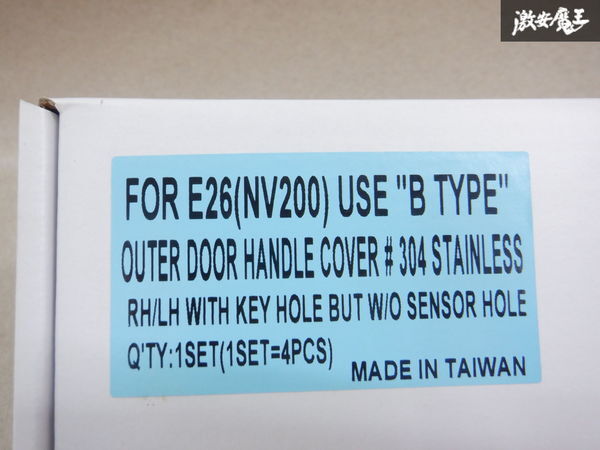 激安魔王
FOR E26(NV200) USE "B TYPE"
OUTER DOOR HANDLE COVER # 304 STAINLESS
RH/LH WITH KEY HOLE BUT W/O SENSOR HOLE
Q'TY:1SET(1SET=4PCS)
MADE IN TAIWAN